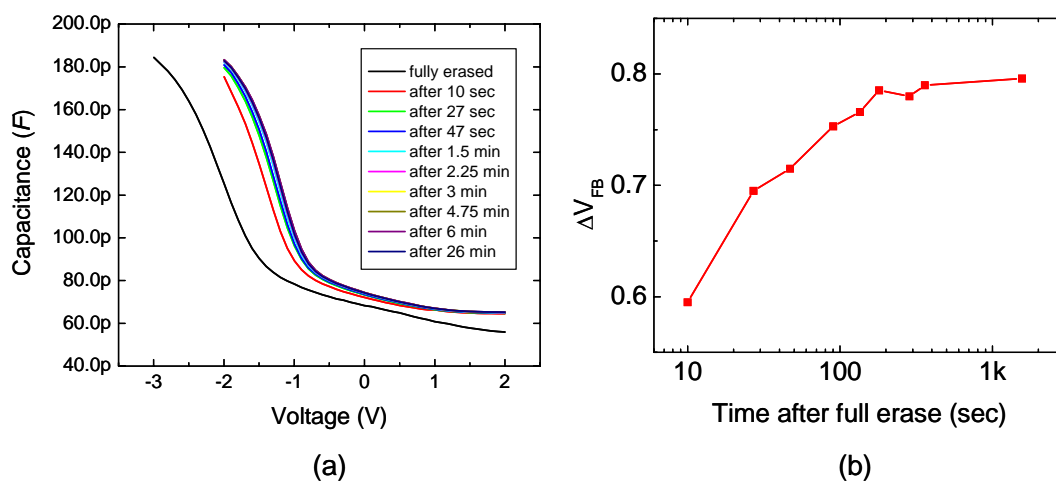 200.0p
180.0p
160.0p
140.0p
120.0p
100.0p
80.0p
60.0p
40.0p
Capacitance (F)
-3 -2 -1 0 1 2
Voltage (V)
fully erased
after 10 sec
after 27 sec
after 47 sec
after 1.5 min
after 2.25 min
after 3 min
after 4.75 min
after 6 min
after 26 min
(a)
0.8
0.7
0.6
ΔV_FB
10 100 1k
Time after full erase (sec)
(b)